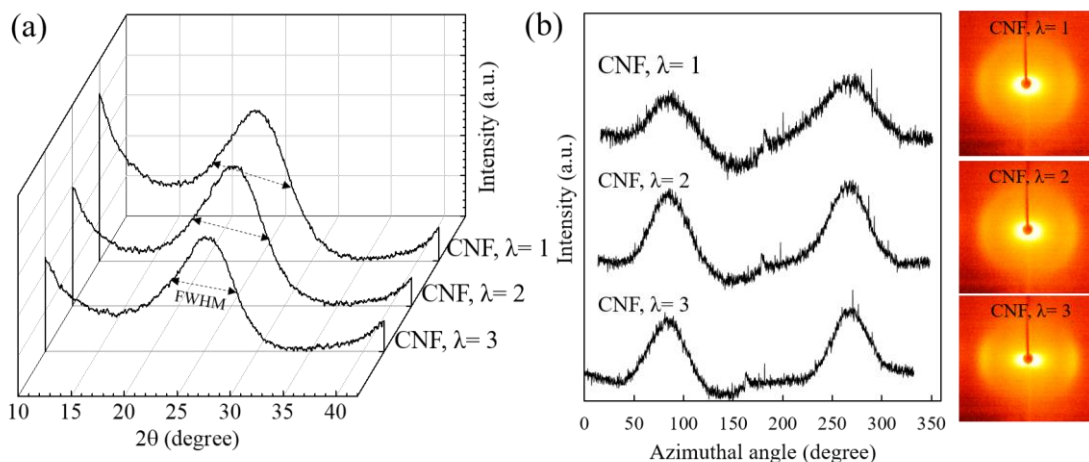 (a)
Intensity (a.u.)
CNF, λ= 1
CNF, λ= 2
CNF, λ= 3
FWHM
10 15 20 25 30 35 40
2θ (degree)
(b)
Intensity (a.u.)
CNF, λ= 1
CNF, λ= 2
CNF, λ= 3
0 50 100 150 200 250 300 350
Azimuthal angle (degree)
CNF, λ= 1
CNF, λ= 2
CNF, λ= 3